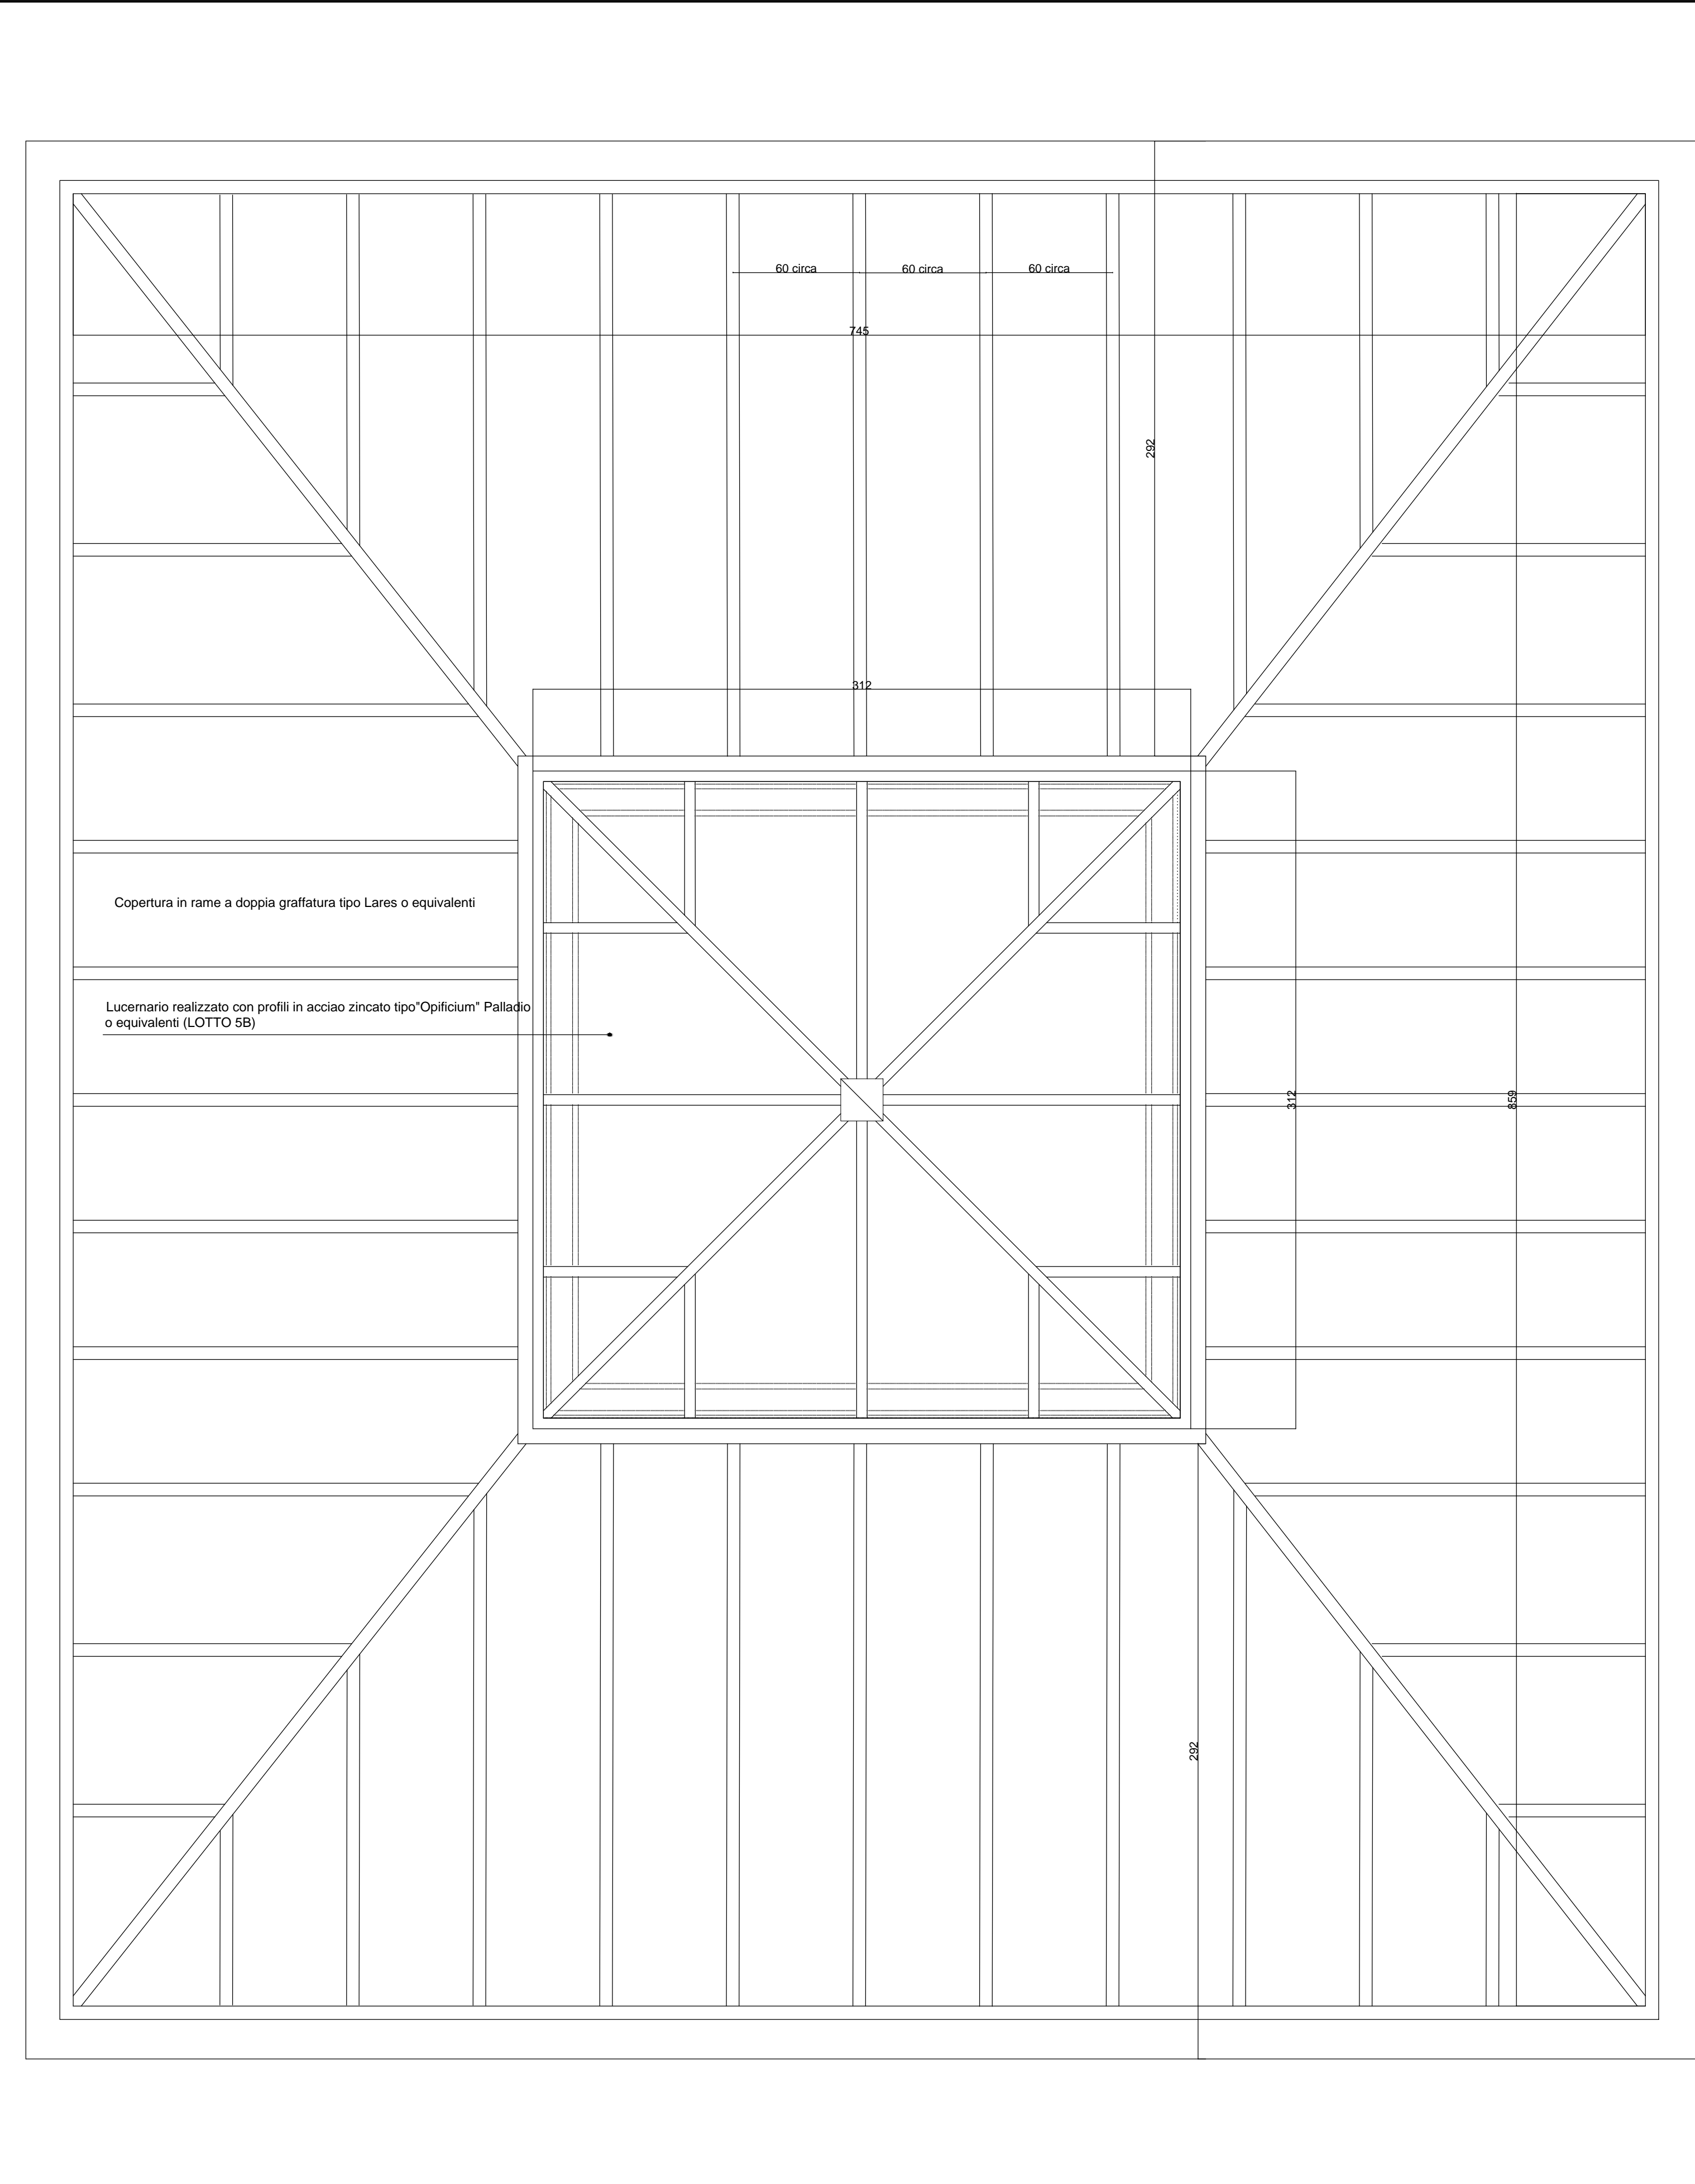 60 circa
60 circa
60 circa
745
292
312
Copertura in rame a doppia graffatura tipo Lares o equivalenti
Lucernario realizzato con profili in acciao zincato tipo"Opificium" Palladio
o equivalenti (LOTTO 5B)
312
859
292